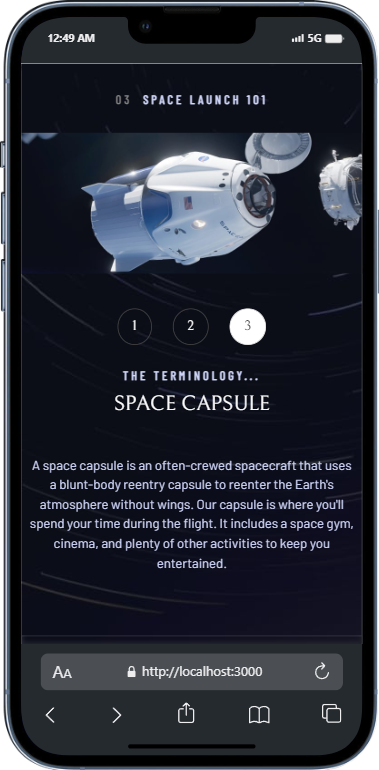 12:49 AM
5G
03 SPACE LAUNCH 101
1
2
3
THE TERMINOLOGY...
SPACE CAPSULE
A space capsule is an often-crewed spacecraft that uses
a blunt-body reentry capsule to reenter the Earth's
atmosphere without wings. Our capsule is where you'll
spend your time during the flight. It includes a space gym,
cinema, and plenty of other activities to keep you
entertained.
AA
http://localhost:3000